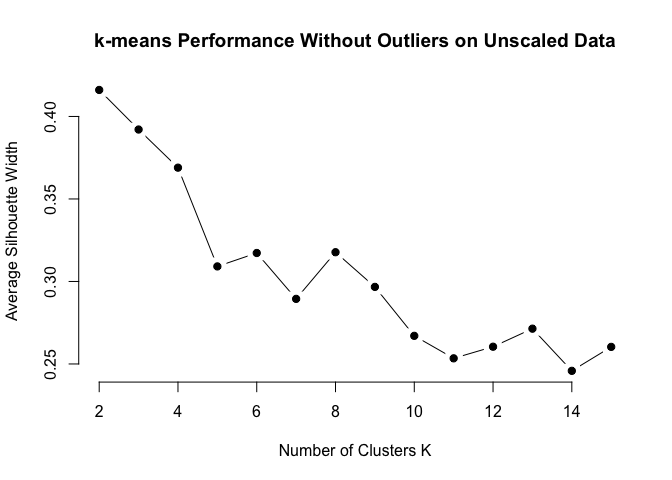 k-means Performance Without Outliers on Unscaled Data
Average Silhouette Width
0.40
0.35
0.30
0.25
2 4 6 8 10 12 14
Number of Clusters K